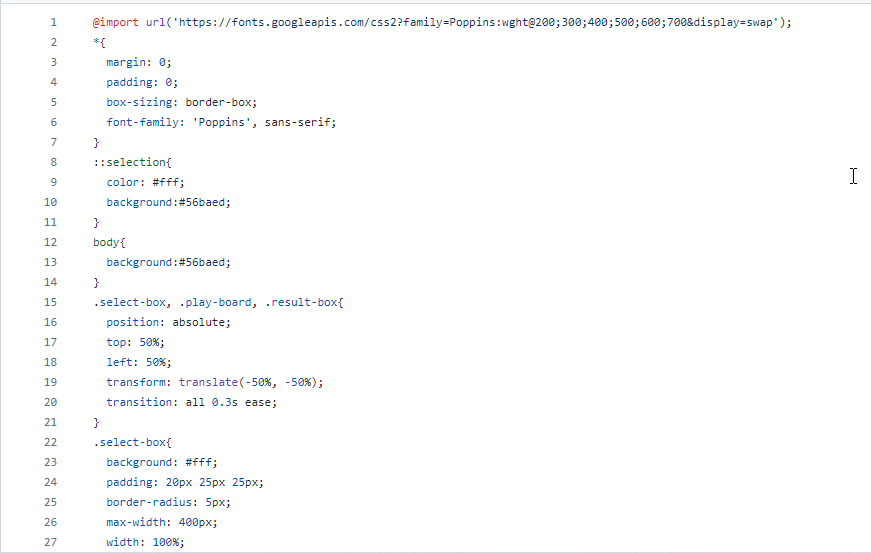 1 @import url('https://fonts.googleapis.com/css2?family=Poppins:wght@200;300;400;500;600;700&display=swap');
2 *{
3 margin: 0;
4 padding: 0;
5 box-sizing: border-box;
6 font-family: 'Poppins', sans-serif;
7 }
8 ::selection{
9 color: #fff;
10 background:#56baed;
11 }
12 body{
13 background:#56baed;
14 }
15 .select-box, .play-board, .result-box{
16 position: absolute;
17 top: 50%;
18 left: 50%;
19 transform: translate(-50%, -50%);
20 transition: all 0.3s ease;
21 }
22 .select-box{
23 background: #fff;
24 padding: 20px 25px 25px;
25 border-radius: 5px;
26 max-width: 400px;
27 width: 100%;